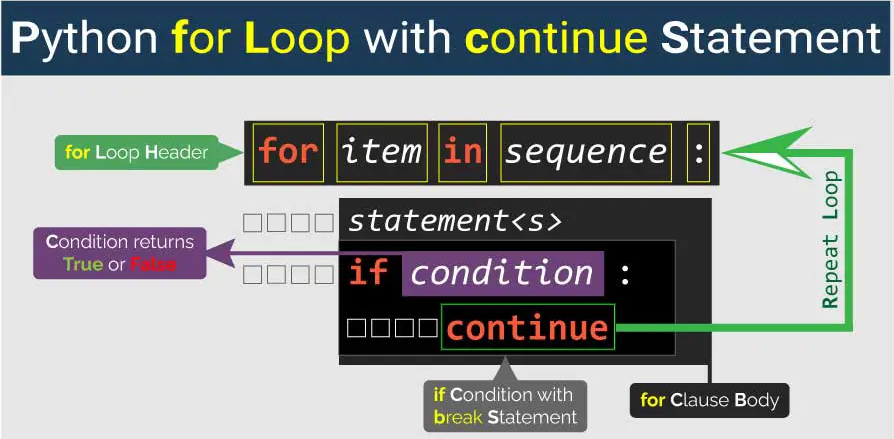 Python for Loop with continue Statement
for Loop Header
for item in sequence :
statement<s>
Condition returns
True or False
if condition :
continue
Repeat Loop
if Condition with
break Statement
for Clause Body